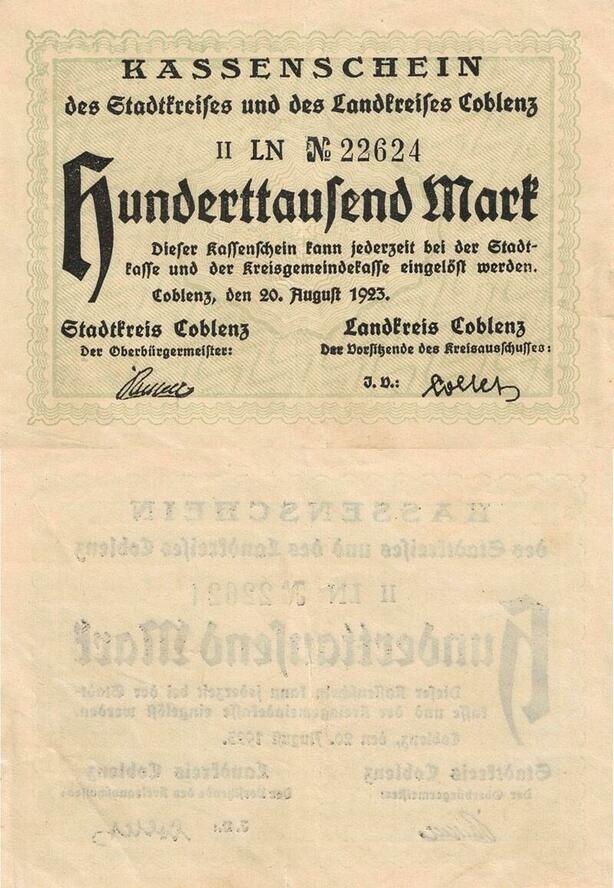 KASSENSCHEIN
des Stadtkreises und des Landkreises Coblenz
II LN № 22624
Hunderttausend Mark
Dieser Kassenschein kann jederzeit bei der Stadt-
kasse und der Kreisgemeindekasse eingelöst werden.
Coblenz, den 20. August 1923.
Stadtkreis Coblenz
Der Oberbürgermeister:
Landkreis Coblenz
Der Vorsitzende des Kreisausschusses:
J. V.: